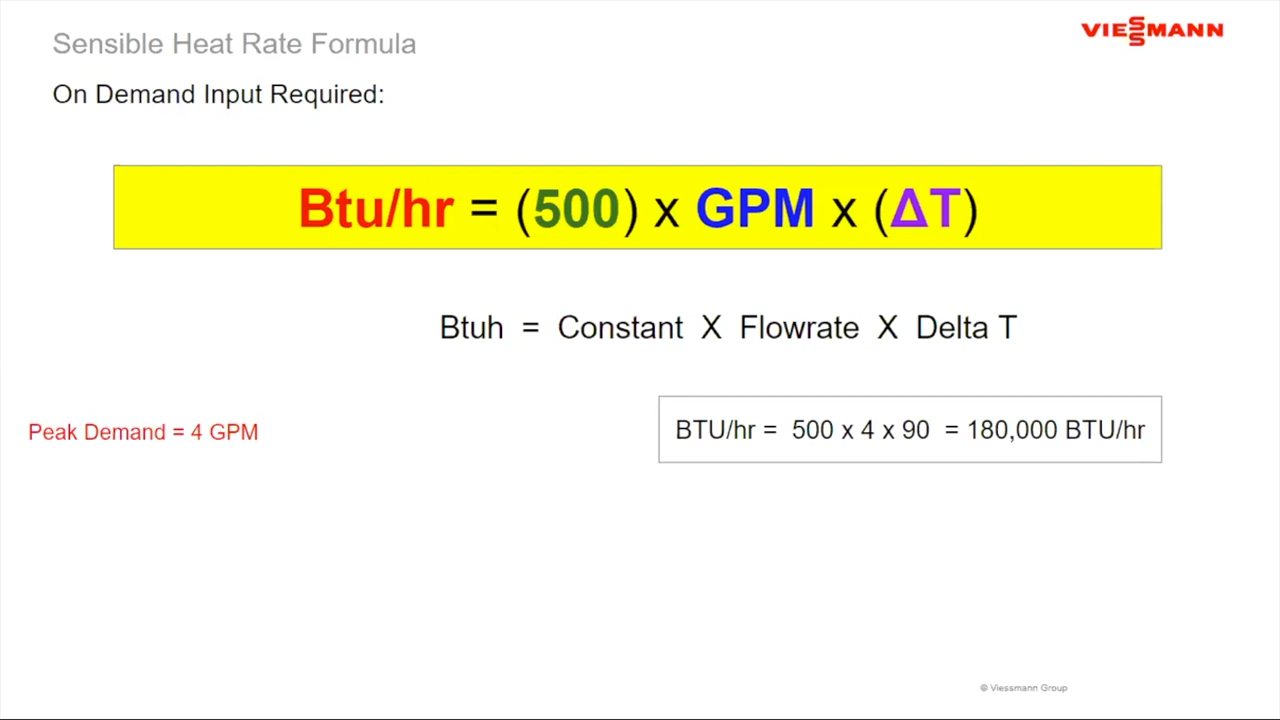 Sensible Heat Rate Formula
VIESSMANN
On Demand Input Required:
Btu/hr = (500) x GPM x (ΔT)
Btuh = Constant X Flowrate X Delta T
Peak Demand = 4 GPM
BTU/hr = 500 x 4 x 90 = 180,000 BTU/hr
© Viessmann Group